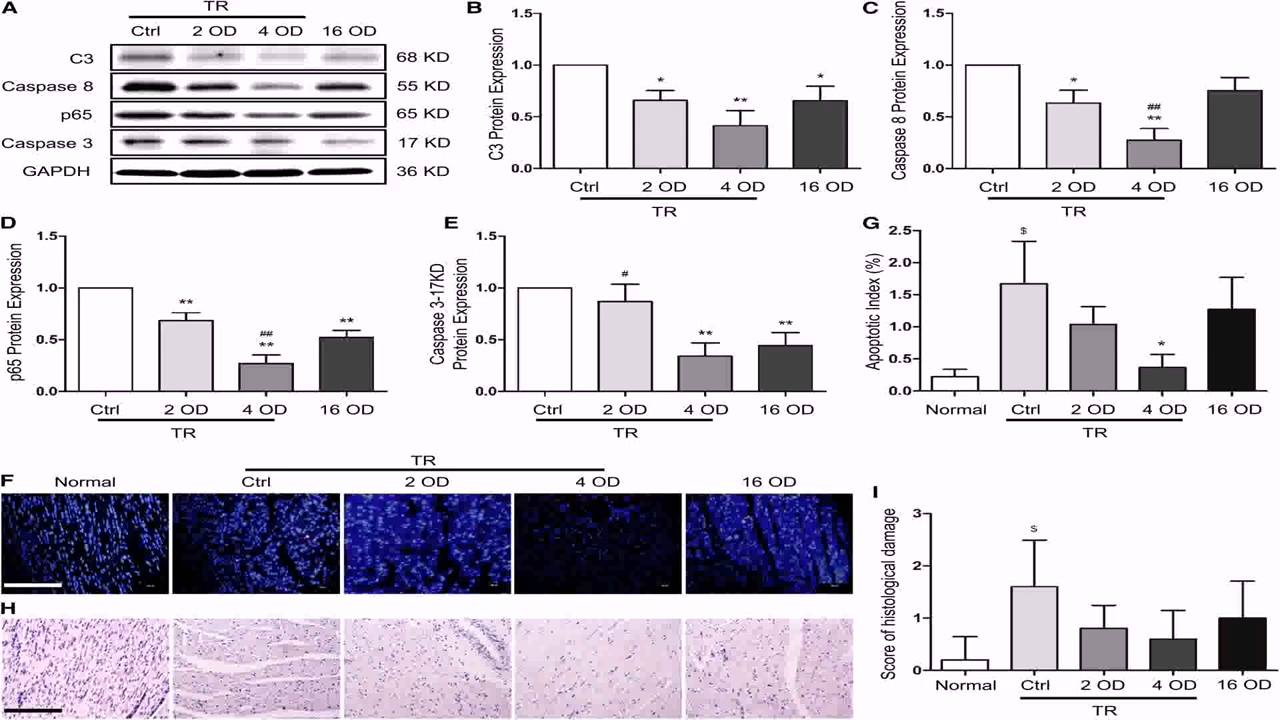 A
TR
Ctrl 2 OD 4 OD 16 OD
C3 68 KD
Caspase 8 55 KD
p65 65 KD
Caspase 3 17 KD
GAPDH 36 KD
B
C3 Protein Expression
1.5
1.0
0.5
0.0
* ** *
Ctrl 2 OD 4 OD 16 OD
TR
C
Caspase 8 Protein Expression
1.5
1.0
0.5
0.0
* ## **
Ctrl 2 OD 4 OD 16 OD
TR
D
p65 Protein Expression
1.5
1.0
0.5
0.0
** ## ** **
Ctrl 2 OD 4 OD 16 OD
TR
E
Caspase 3-17KD
Protein Expression
1.5
1.0
0.5
0.0
# ** **
Ctrl 2 OD 4 OD 16 OD
TR
G
Apoptotic Index (%)
2.5
2.0
1.5
1.0
0.5
0.0
$ *
Normal Ctrl 2 OD 4 OD 16 OD
TR
F
TR
Normal Ctrl 2 OD 4 OD 16 OD
H
I
Score of histological damage
3
2
1
0
$
Normal Ctrl 2 OD 4 OD 16 OD
TR